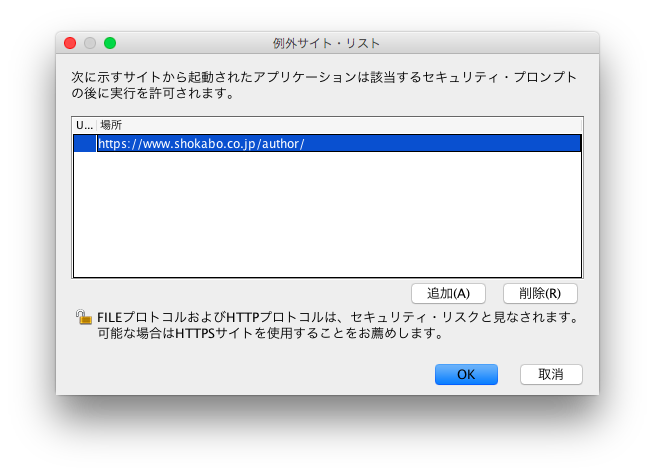 例外サイト・リスト
次に示すサイトから起動されたアプリケーションは該当するセキュリティ・プロンプト
の後に実行を許可されます。
U... 場所
https://www.shokabo.co.jp/author/
追加(A) 削除(R)
FILEプロトコルおよびHTTPプロトコルは、セキュリティ・リスクと見なされます。
可能な場合はHTTPSサイトを使用することをお薦めします。
OK 取消